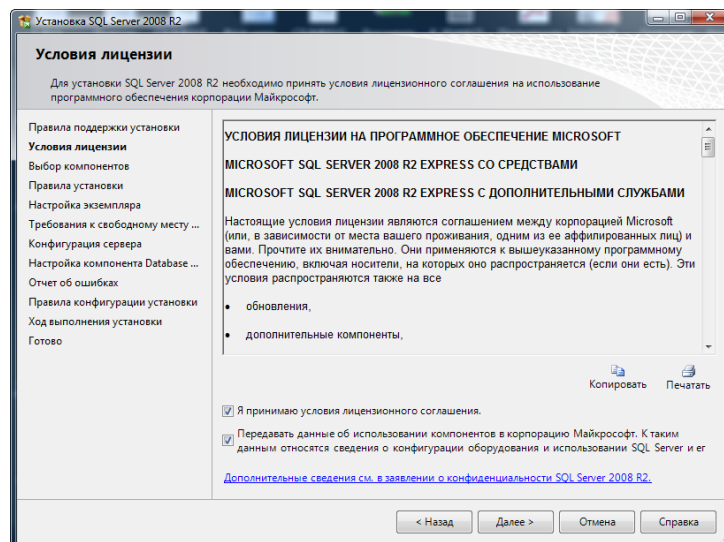 Установка SQL Server 2008 R2
Условия лицензии
Для установки SQL Server 2008 R2 необходимо принять условия лицензионного соглашения на использование
программного обеспечения корпорации Майкрософт.
Правила поддержки установки
Условия лицензии
Выбор компонентов
Правила установки
Настройка экземпляра
Требования к свободному месту ...
Конфигурация сервера
Настройка компонента Database ...
Отчет об ошибках
Правила конфигурации установки
Ход выполнения установки
Готово
УСЛОВИЯ ЛИЦЕНЗИИ НА ПРОГРАММНОЕ ОБЕСПЕЧЕНИЕ MICROSOFT
MICROSOFT SQL SERVER 2008 R2 EXPRESS СО СРЕДСТВАМИ
MICROSOFT SQL SERVER 2008 R2 EXPRESS С ДОПОЛНИТЕЛЬНЫМИ СЛУЖБАМИ
Настоящие условия лицензии являются соглашением между корпорацией Microsoft
(или, в зависимости от места вашего проживания, одним из ее аффилированных лиц) и
вами. Прочтите их внимательно. Они применяются к вышеуказанному программному
обеспечению, включая носители, на которых оно распространяется (если они есть). Эти
условия распространяются также на все
• обновления,
• дополнительные компоненты,
Копировать Печатать
Я принимаю условия лицензионного соглашения.
Передавать данные об использовании компонентов в корпорацию Майкрософт. К таким
данным относятся сведения о конфигурации оборудования и использовании SQL Server и ег
Дополнительные сведения см. в заявлении о конфиденциальности SQL Server 2008 R2.
< Назад Далее > Отмена Справка